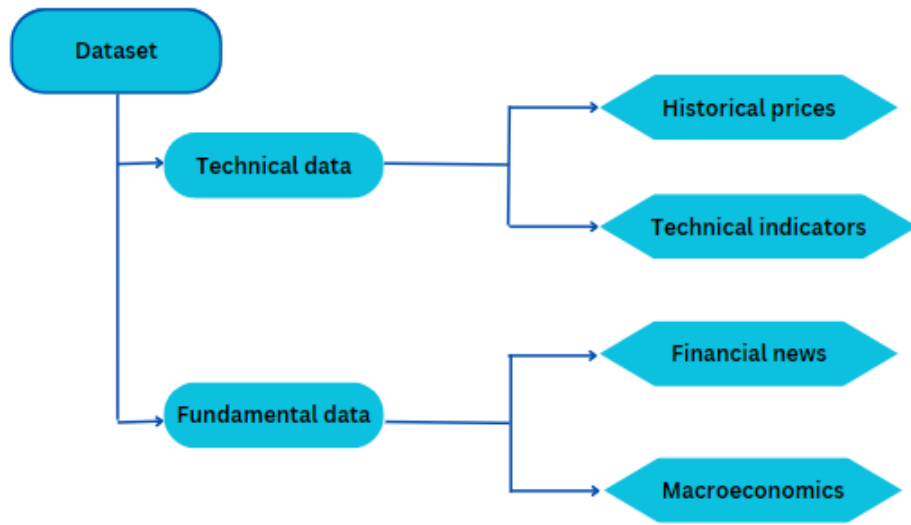 Dataset
Technical data
Historical prices
Technical indicators
Fundamental data
Financial news
Macroeconomics